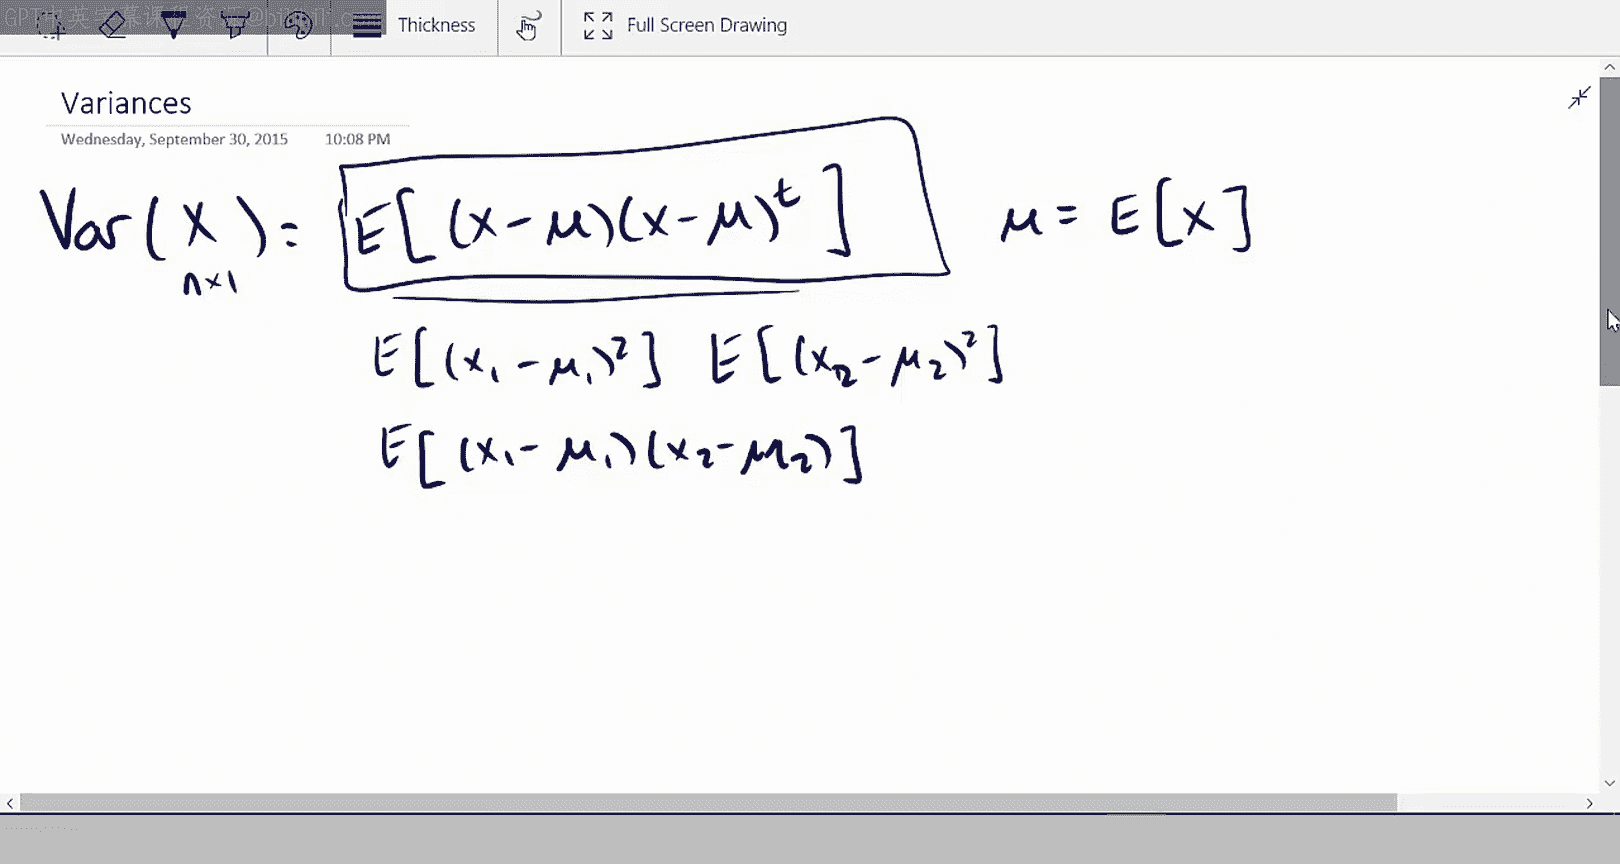 Thickness Full Screen Drawing
Variances
Wednesday, September 30, 2015 10:08 PM
Var(X) = E[(x-μ)(x-μ)^t] μ = E[x]
n×1
E[(x₁-μ₁)²] E[(x₂-μ₂)²]
E[(x₁-μ₁)(x₂-μ₂)]